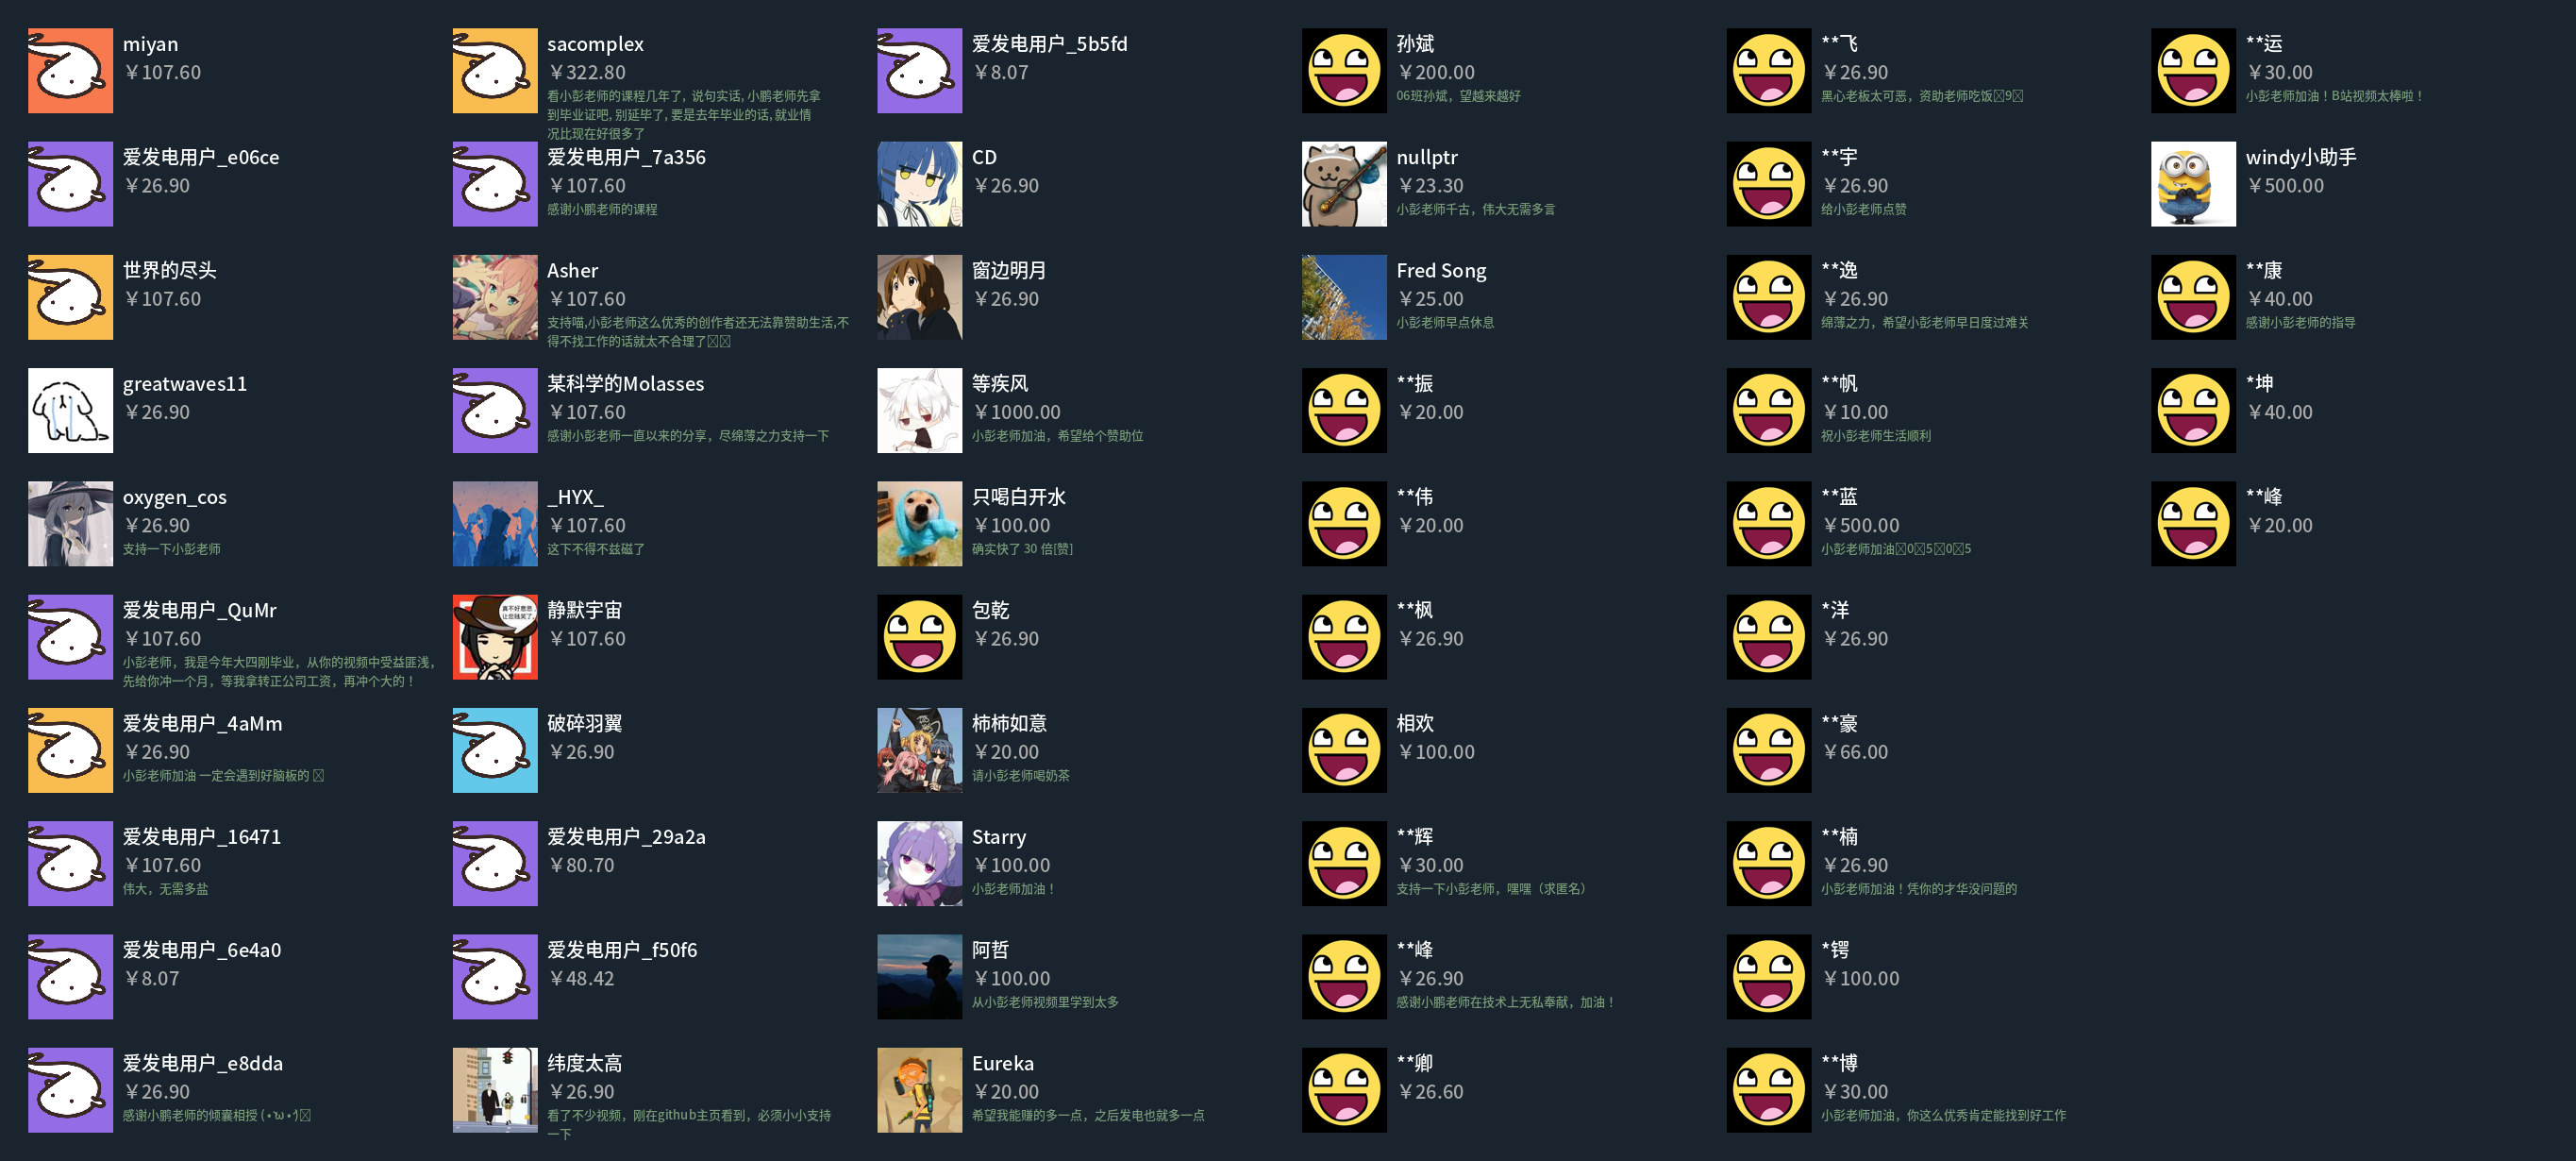 miyan
￥107.60
爱发电用户_e06ce
￥26.90
世界的尽头
￥107.60
greatwaves11
￥26.90
oxygen_cos
￥26.90
支持一下小彭老师
爱发电用户_QuMr
￥107.60
小彭老师，我是今年大四刚毕业，从你的视频中受益匪浅，
先给你冲一个月，等我拿转正公司工资，再冲个大的！
爱发电用户_4aMm
￥26.90
小彭老师加油 一定会遇到好脑板的
爱发电用户_16471
￥107.60
伟大，无需多盐
爱发电用户_6e4a0
￥8.07
爱发电用户_e8dda
￥26.90
感谢小鹏老师的倾囊相授 (•̀ω•́)
sacomplex
￥322.80
看小彭老师的课程几年了, 说句实话, 小鹏老师先拿
到毕业证吧, 别延毕了, 要是去年毕业的话, 就业情
况比现在好很多了
爱发电用户_7a356
￥107.60
感谢小鹏老师的课程
Asher
￥107.60
支持喵,小彭老师这么优秀的创作者还无法靠赞助生活,不
得不找工作的话就太不合理了
某科学的Molasses
￥107.60
感谢小彭老师一直以来的分享，尽绵薄之力支持一下
_HYX_
￥107.60
这下不得不兹磁了
静默宇宙
￥107.60
破碎羽翼
￥26.90
爱发电用户_29a2a
￥80.70
爱发电用户_f50f6
￥48.42
纬度太高
￥26.90
看了不少视频，刚在github主页看到，必须小小支持
一下
爱发电用户_5b5fd
￥8.07
CD
￥26.90
窗边明月
￥26.90
等疾风
￥1000.00
小彭老师加油，希望给个赞助位
只喝白开水
￥100.00
确实快了 30 倍[赞]
包乾
￥26.90
柿柿如意
￥20.00
请小彭老师喝奶茶
Starry
￥100.00
小彭老师加油！
阿哲
￥100.00
从小彭老师视频里学到太多
Eureka
￥20.00
希望我能赚的多一点，之后发电也就多一点
孙斌
￥200.00
06班孙斌，望越来越好
nullptr
￥23.30
小彭老师千古，伟大无需多言
Fred Song
￥25.00
小彭老师早点休息
**振
￥20.00
**伟
￥20.00
**枫
￥26.90
相欢
￥100.00
**辉
￥30.00
支持一下小彭老师，嘿嘿（求匿名）
**峰
￥26.90
感谢小鹏老师在技术上无私奉献，加油！
**卿
￥26.60
**飞
￥26.90
黑心老板太可恶，资助老师吃饭9
**宇
￥26.90
给小彭老师点赞
**逸
￥26.90
绵薄之力，希望小彭老师早日度过难关
**帆
￥10.00
祝小彭老师生活顺利
**蓝
￥500.00
小彭老师加油0505
*洋
￥26.90
**豪
￥66.00
**楠
￥26.90
小彭老师加油！凭你的才华没问题的
*锷
￥100.00
**博
￥30.00
小彭老师加油，你这么优秀肯定能找到好工作
**运
￥30.00
小彭老师加油！B站视频太棒啦！
windy小助手
￥500.00
**康
￥40.00
感谢小彭老师的指导
*坤
￥40.00
**峰
￥20.00